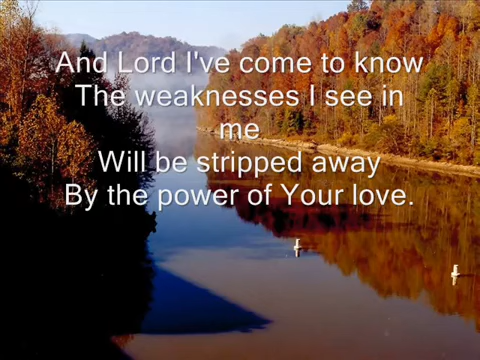 And Lord I've come to know
The weaknesses I see in
me
Will be stripped away
By the power of Your love.